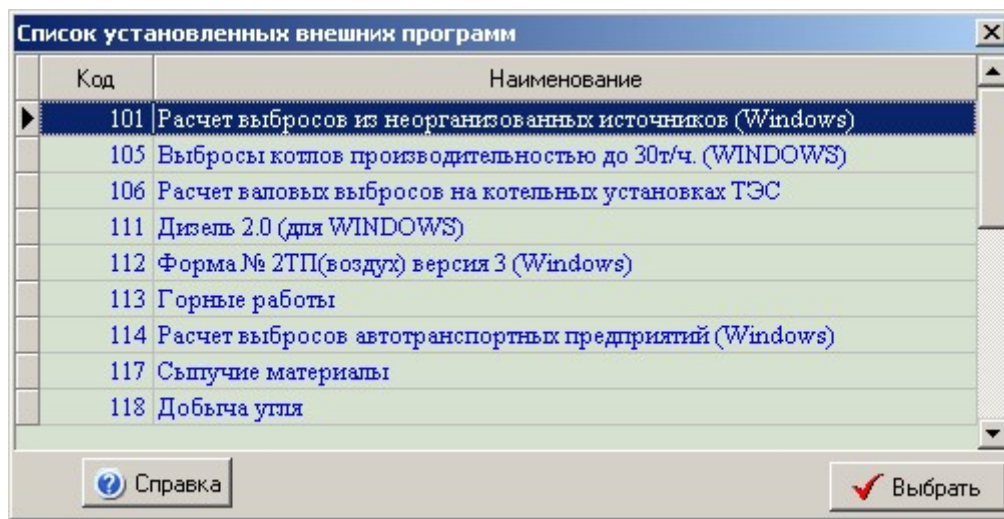 Список установленных внешних программ
Код Наименование
101 Расчет выбросов из неорганизованных источников (Windows)
105 Выбросы котлов производительностью до 30т/ч. (WINDOWS)
106 Расчет валовых выбросов на котельных установках ТЭС
111 Дизель 2.0 (для WINDOWS)
112 Форма № 2ТП(воздух) версия 3 (Windows)
113 Горные работы
114 Расчет выбросов автотранспортных предприятий (Windows)
117 Сыпучие материалы
118 Добыча угля
Справка Выбрать